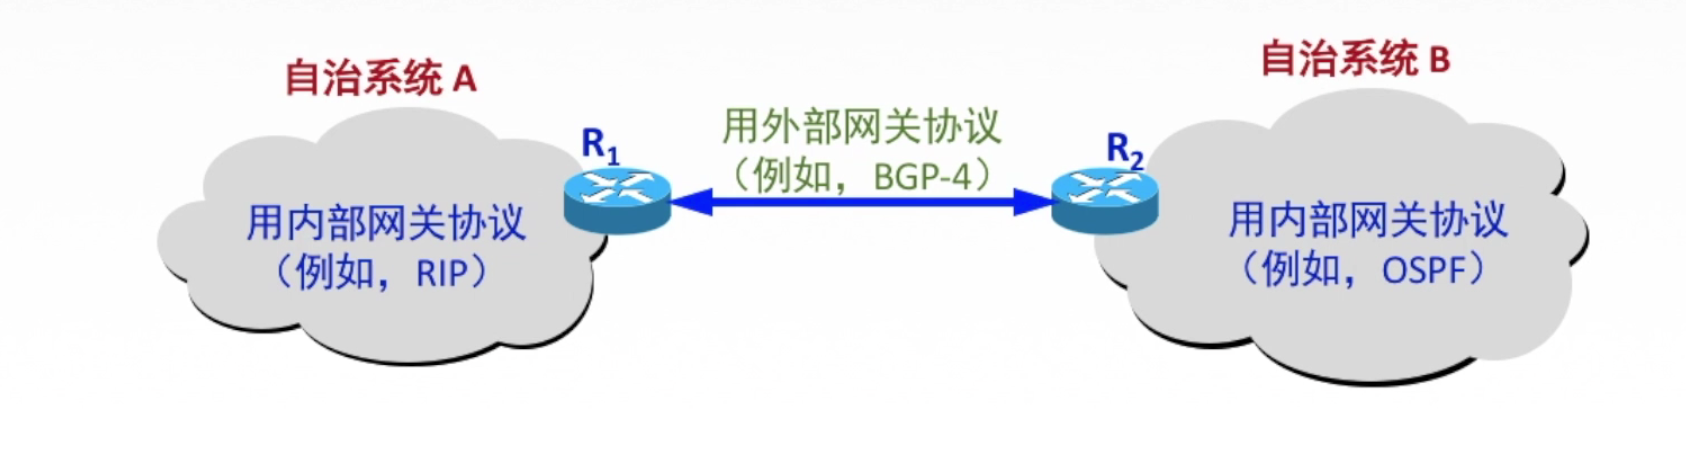 自治系统 A
用内部网关协议
（例如，RIP）
R1
用外部网关协议
（例如，BGP-4）
R2
自治系统 B
用内部网关协议
（例如，OSPF）